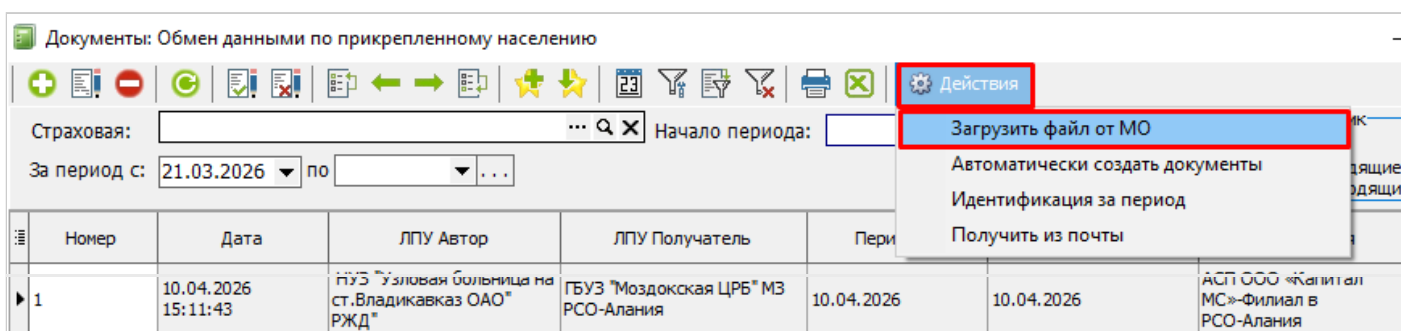 Документы: Обмен данными по прикрепленному населению
23
Действия
Страховая:
Начало периода:
Загрузить файл от МО
За период с: 21.03.2026 по
Автоматически создать документы
Идентификация за период
Получить из почты
Номер Дата ЛПУ Автор ЛПУ Получатель
1
10.04.2026
15:11:43
НУЗ "Узловая больница на
ст.Владикавказ ОАО"
РЖД"
ГБУЗ "Моздокская ЦРБ" МЗ
РСО-Алания
10.04.2026
10.04.2026
АСП ООО «Капитал
МС»-Филиал в
РСО-Алания